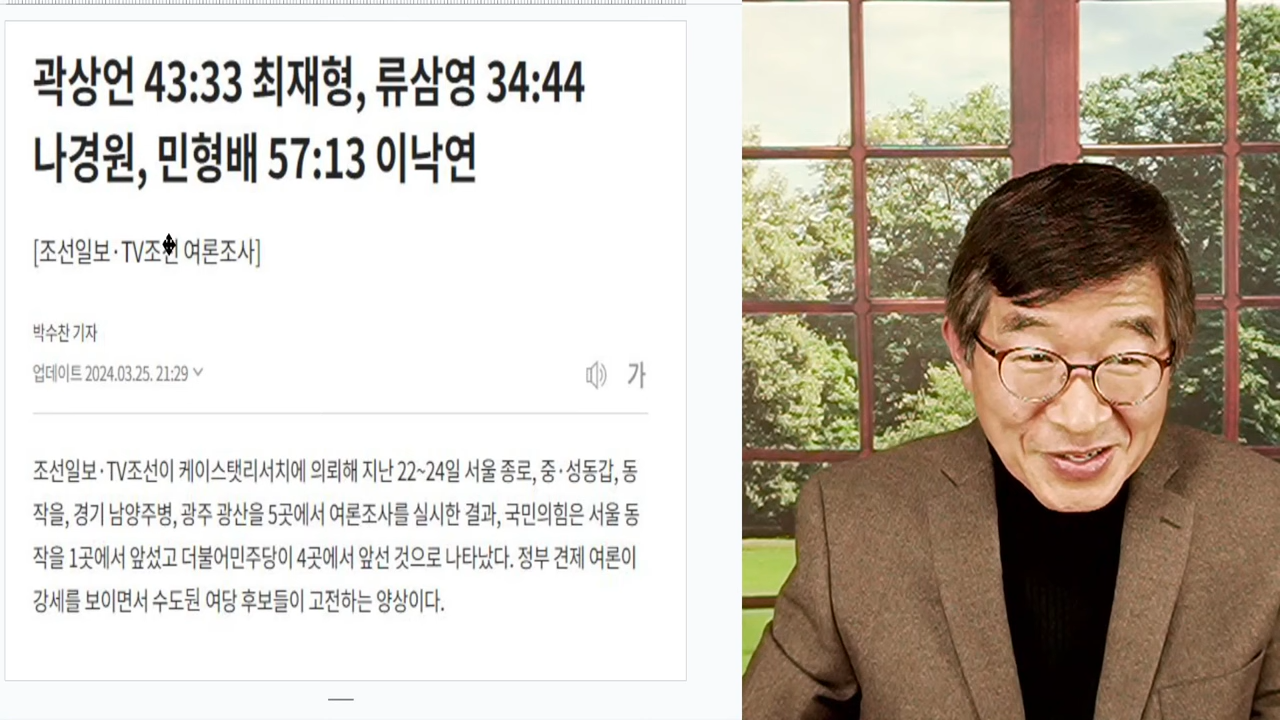 곽상언 43:33 최재형, 류삼영 34:44
나경원, 민형배 57:13 이낙연
[조선일보·TV조선 여론조사]
박수찬 기자
업데이트 2024.03.25. 21:29
가
조선일보·TV조선이 케이스탯리서치에 의뢰해 지난 22~24일 서울 종로, 중·성동갑, 동
작을, 경기 남양주병, 광주 광산을 5곳에서 여론조사를 실시한 결과, 국민의힘은 서울 동
작을 1곳에서 앞섰고 더불어민주당이 4곳에서 앞선 것으로 나타났다. 정부 견제 여론이
강세를 보이면서 수도권 여당 후보들이 고전하는 양상이다.